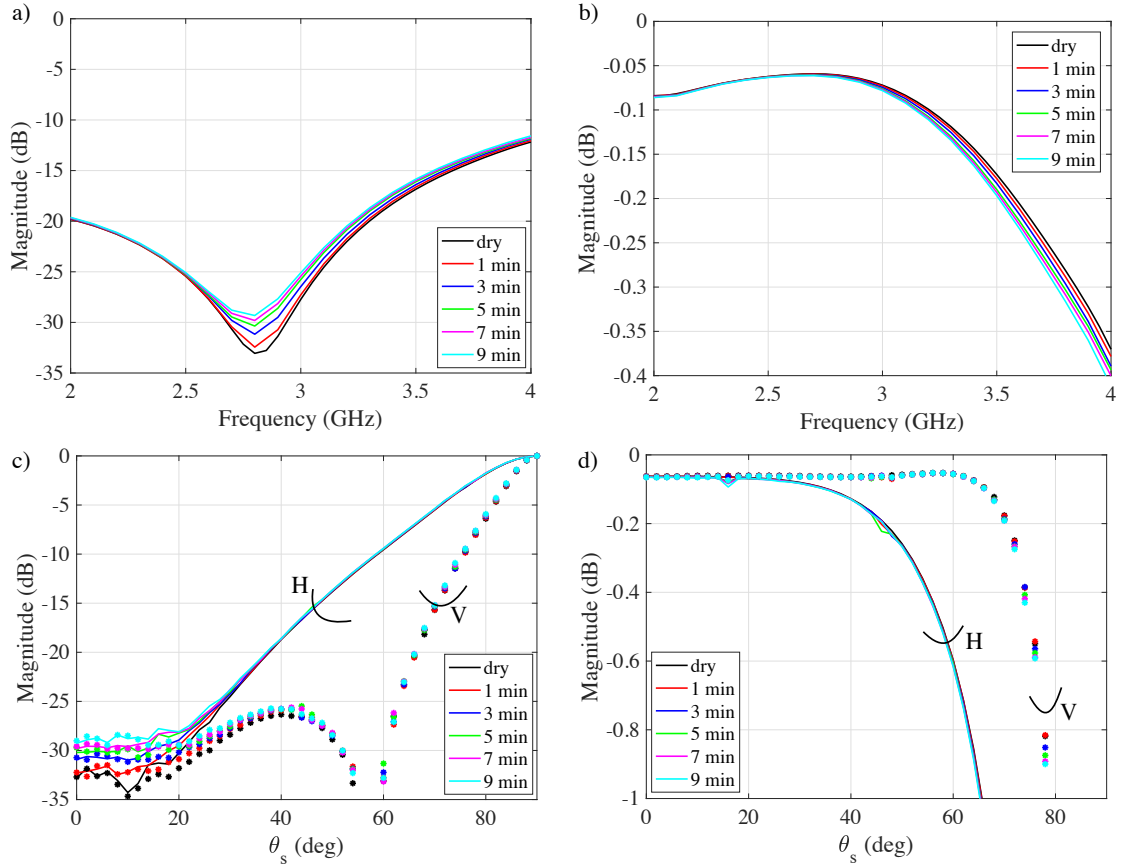 a)
0
-5
-10
-15
-20
-25
-30
-35
Magnitude (dB)
2
2.5
3
3.5
4
Frequency (GHz)
dry
1 min
3 min
5 min
7 min
9 min
b)
0
-0.05
-0.1
-0.15
-0.2
-0.25
-0.3
-0.35
-0.4
Magnitude (dB)
2
2.5
3
3.5
4
Frequency (GHz)
dry
1 min
3 min
5 min
7 min
9 min
c)
0
-5
-10
-15
-20
-25
-30
-35
Magnitude (dB)
0
20
40
60
80
θs (deg)
H
V
dry
1 min
3 min
5 min
7 min
9 min
d)
0
-0.2
-0.4
-0.6
-0.8
-1
Magnitude (dB)
0
20
40
60
80
θs (deg)
H
V
dry
1 min
3 min
5 min
7 min
9 min